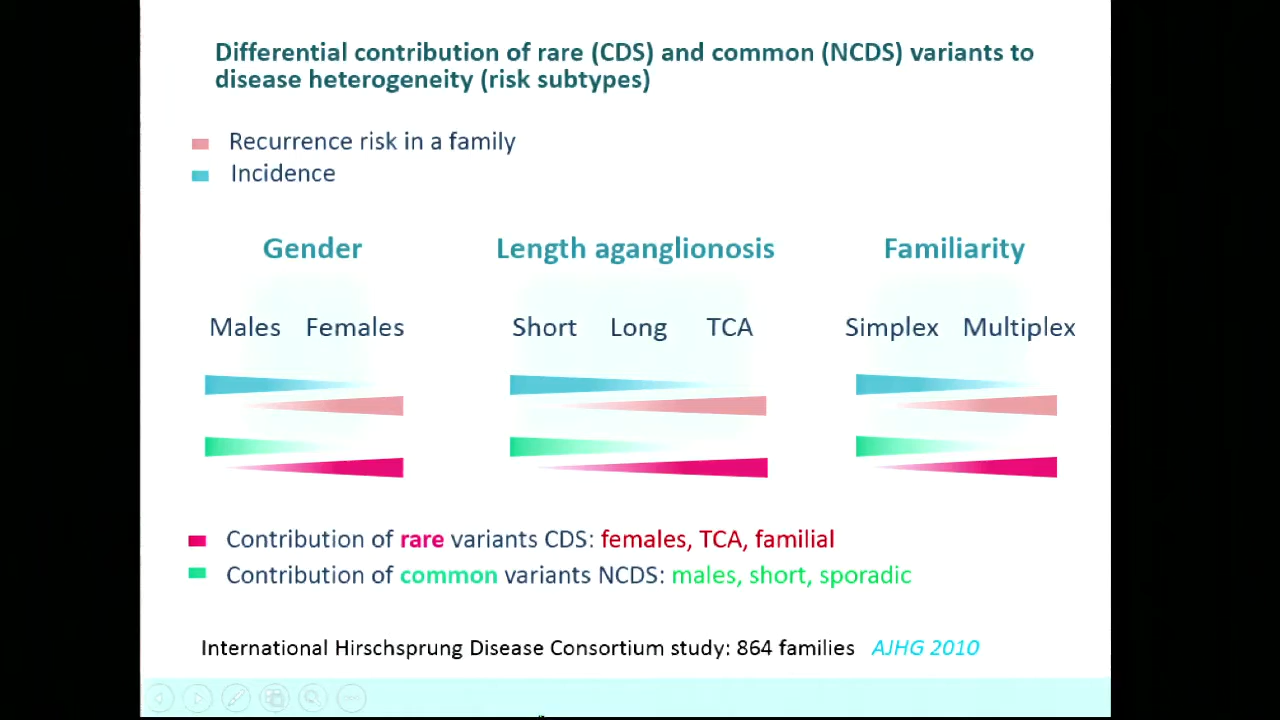 Differential contribution of rare (CDS) and common (NCDS) variants to
disease heterogeneity (risk subtypes)
Recurrence risk in a family
Incidence
Gender Length aganglionosis Familiarity
Males Females Short Long TCA Simplex Multiplex
Contribution of rare variants CDS: females, TCA, familial
Contribution of common variants NCDS: males, short, sporadic
International Hirschsprung Disease Consortium study: 864 families AJHG 2010